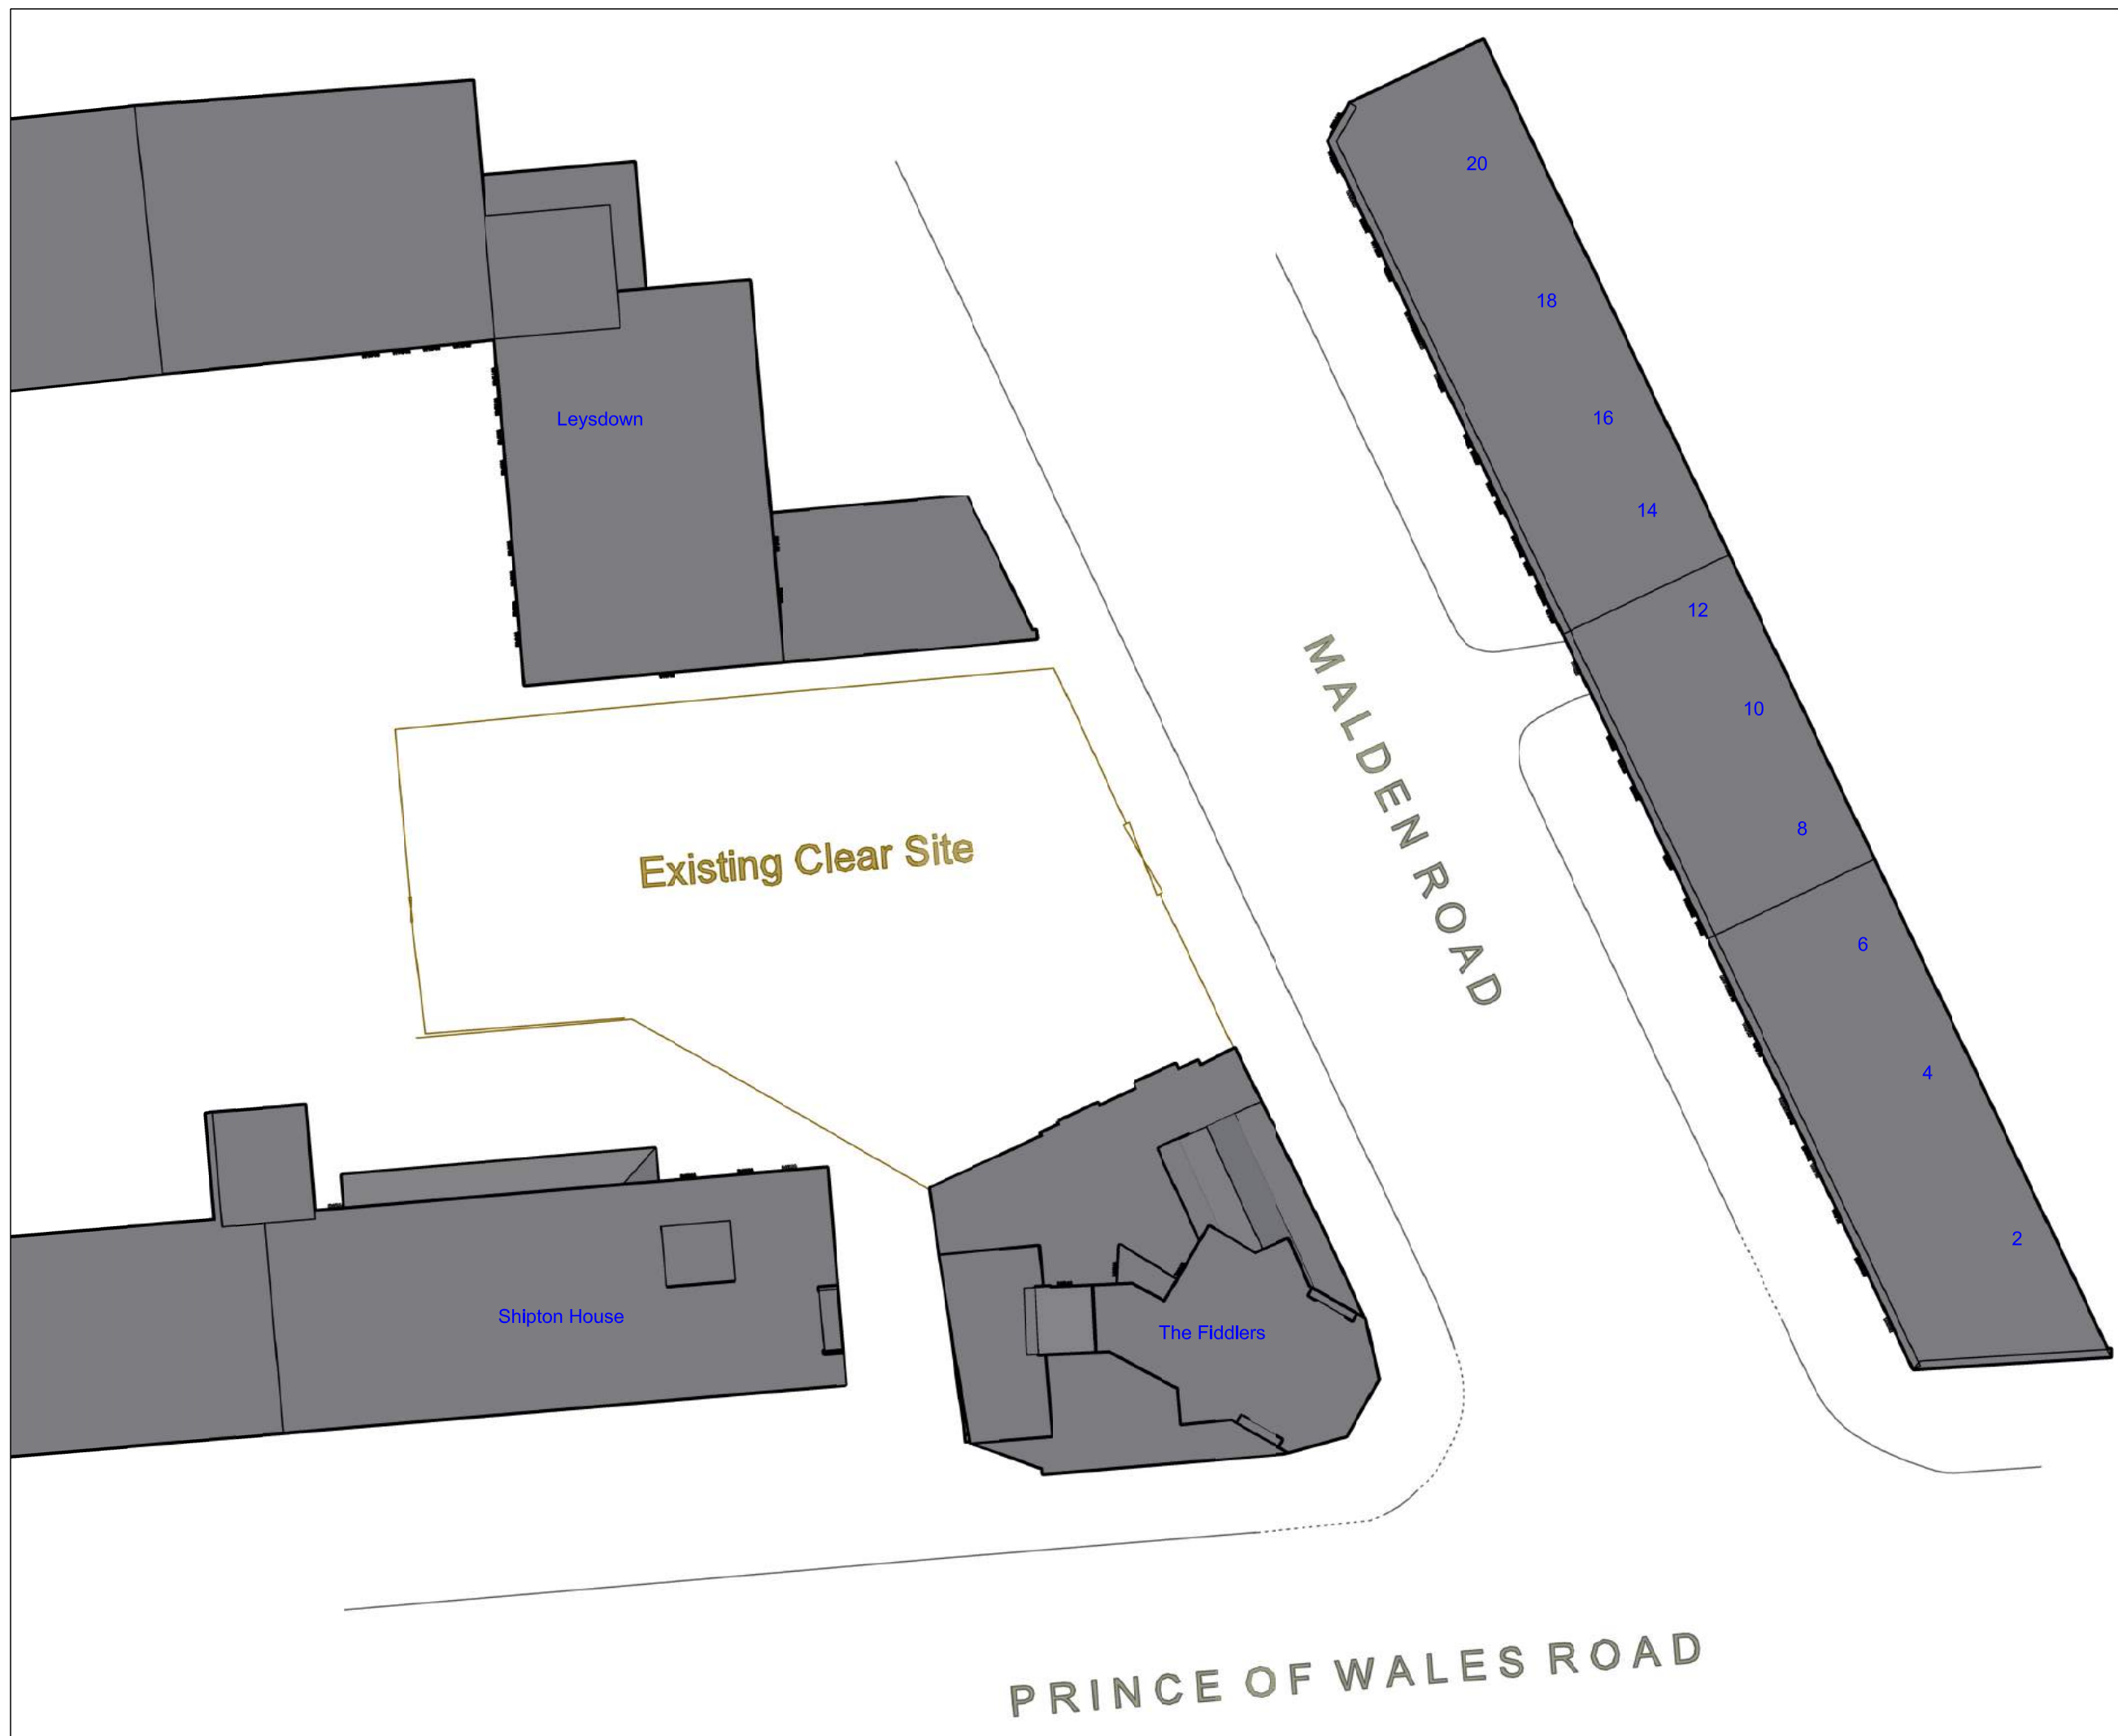 20
18
Leysdown
16
14
12
10
8
MALDEN ROAD
Existing Clear Site
6
4
2
Shipton House
The Fiddlers
PRINCE OF WALES ROAD